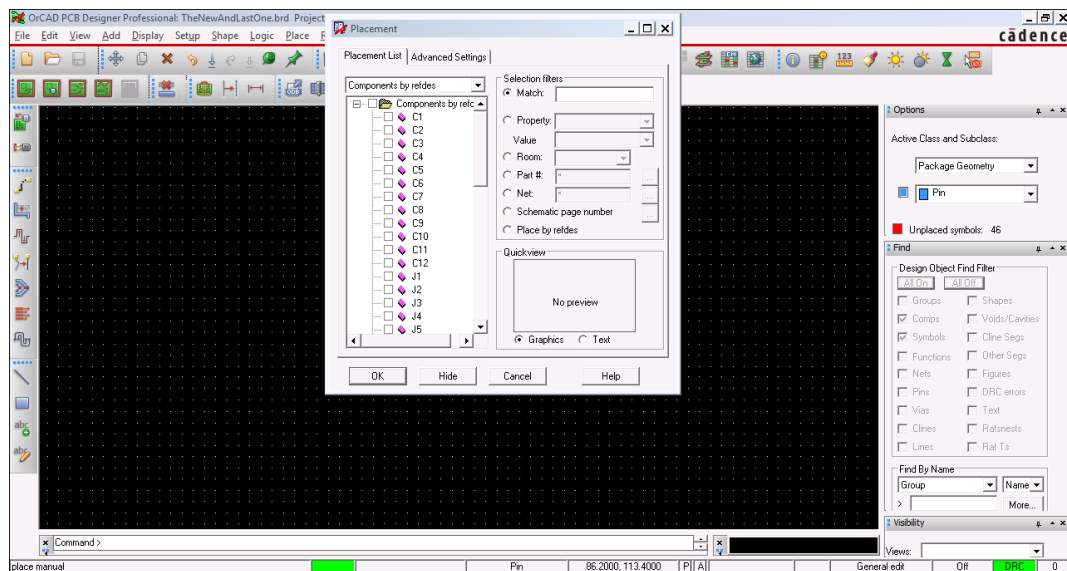 OrCAD PCB Designer Professional: TheNewAndLastOne.brd Project
File Edit View Add Display Setup Shape Logic Place R
cādence
Placement
Placement List Advanced Settings
Components by refdes
Components by refc
C1
C2
C3
C4
C5
C6
C7
C8
C9
C10
C11
C12
J1
J2
J3
J4
J5
Selection filters
Match:
Property:
Value
Room:
Part #: *
Net: *
Schematic page number
Place by refdes
Quickview
No preview
Graphics Text
OK Hide Cancel Help
Options
Active Class and Subclass:
Package Geometry
Pin
Unplaced symbols: 46
Find
Design Object Find Filter
All On All Off
Groups Shapes
Comps Voids/Cavities
Symbols Cline Segs
Functions Other Segs
Nets Figures
Pins DRC errors
Vias Text
Clines Ratsnests
Lines Rat Ts
Find By Name
Group Name
> More...
Visibility
Views:
Command >
place manual Pin 86.2000, 113.4000 P A General edit Off DRC 0